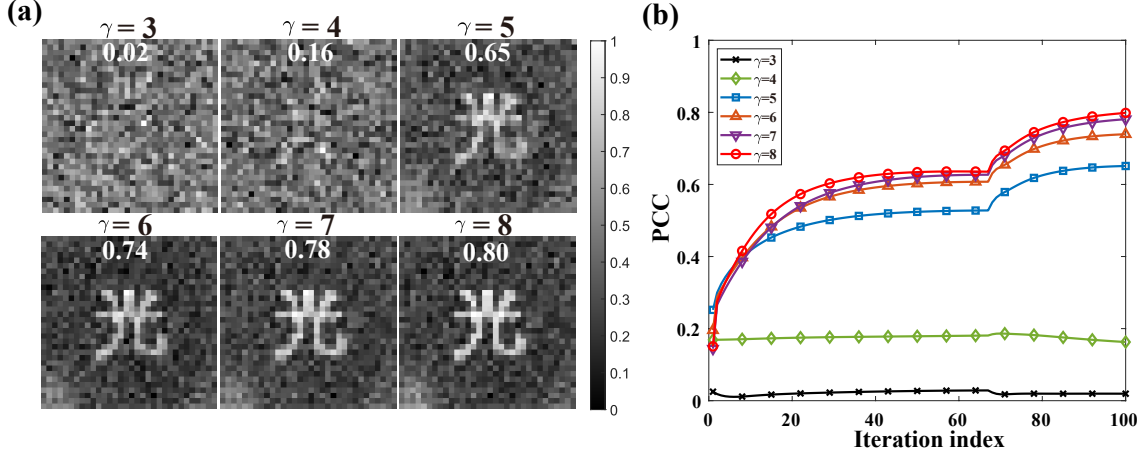 (a)
γ = 3 γ = 4 γ = 5
0.02 0.16 0.65
光
γ = 6 γ = 7 γ = 8
0.74 0.78 0.80
光 光 光
1
0.9
0.8
0.7
0.6
0.5
0.4
0.3
0.2
0.1
0
(b)
1
0.8
0.6
0.4
0.2
0
PCC
γ=3
γ=4
γ=5
γ=6
γ=7
γ=8
0 20 40 60 80 100
Iteration index